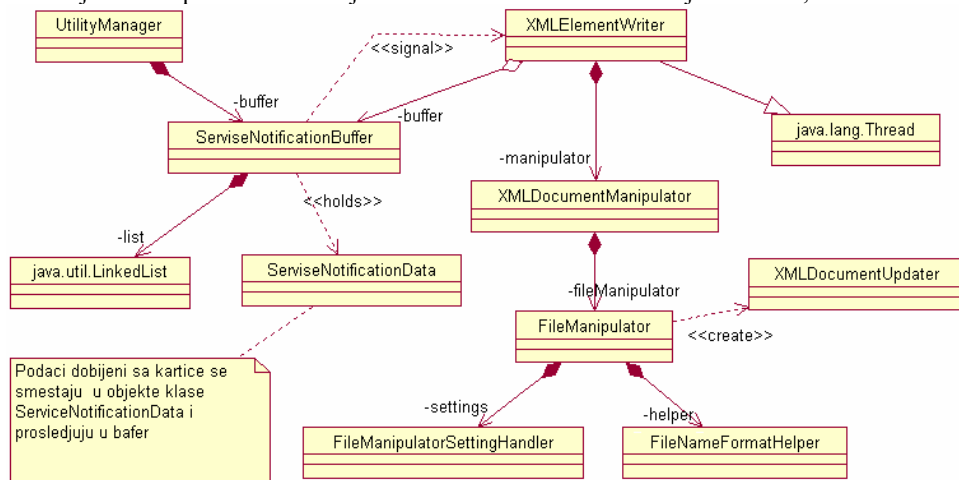 UtilityManager
XMLElementWriter
<<signal>>
-buffer
-buffer
ServiseNotificationBuffer
java.lang.Thread
-manipulator
<<holds>>
XMLDocumentManipulator
-list
java.util.LinkedList
ServiseNotificationData
XMLDocumentUpdater
-fileManipulator
FileManipulator
<<create>>
Podaci dobijeni sa kartice se
smestaju u objekte klase
ServiceNotificationData i
prosledjuju u bafer
-settings
-helper
FileManipulatorSettingHandler
FileNameFormatHelper